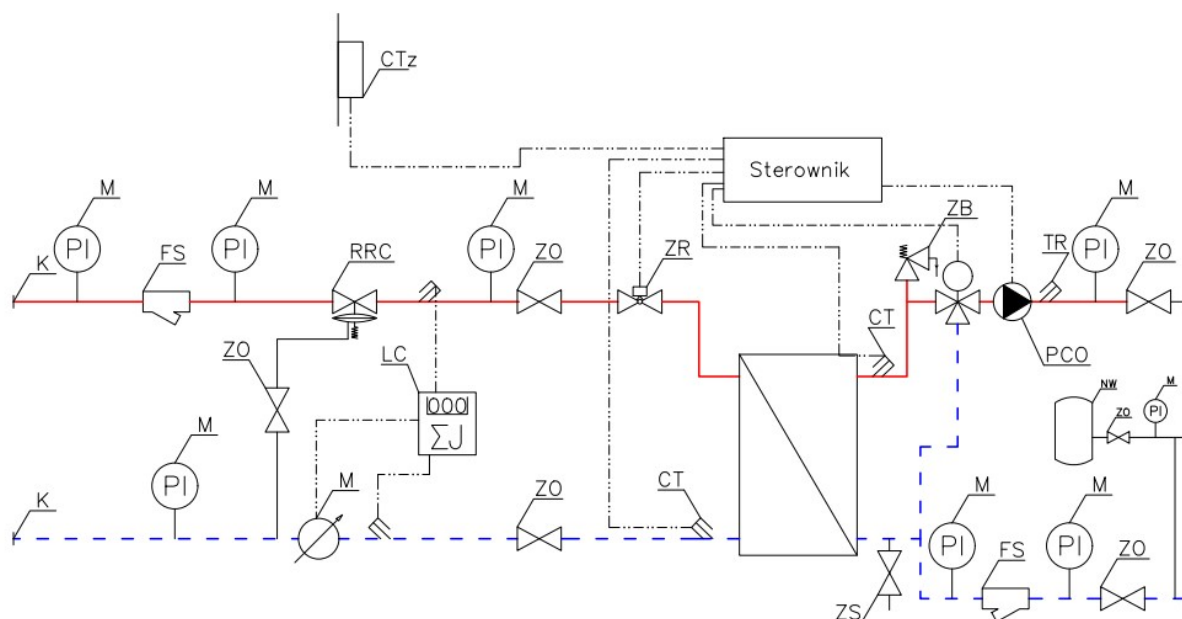 CTz
Sterownik
M
M
M
ZB
M
TR
K
PI
FS
PI
RRC
PI
ZO
ZR
PI
ZO
CT
PCO
ZO
LC
000
ΣJ
NW
ZO
M
PI
M
PI
M
ZO
CT
M
M
K
PI
FS
PI
ZO
ZS